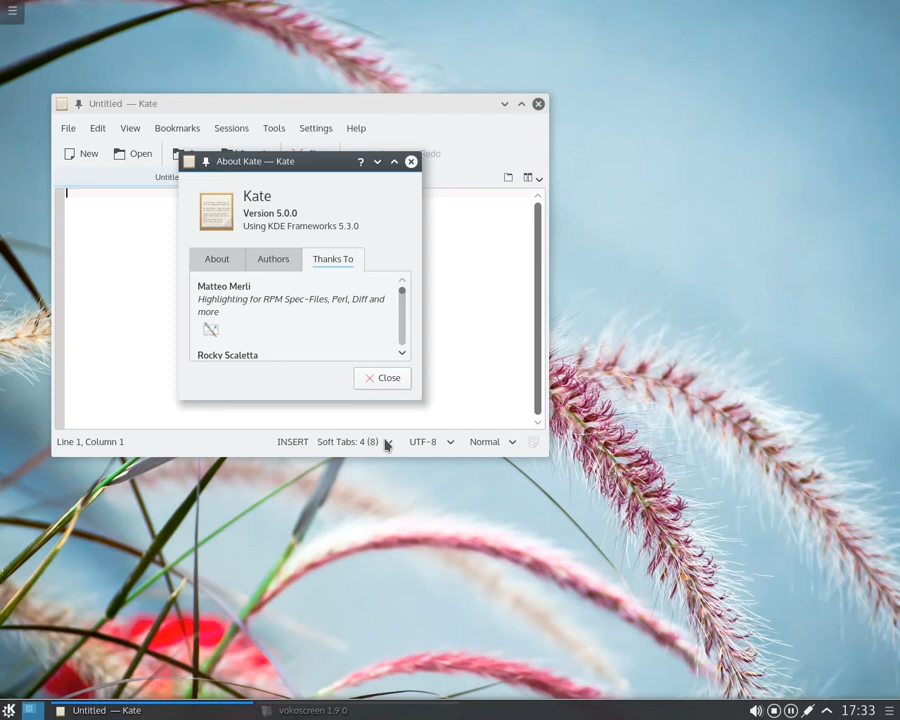 Untitled — Kate
File Edit View Bookmarks Sessions Tools Settings Help
New Open
About Kate — Kate
Kate
Version 5.0.0
Using KDE Frameworks 5.3.0
About Authors Thanks To
Matteo Merli
Highlighting for RPM Spec-Files, Perl, Diff and
more
Rocky Scaletta
Close
Line 1, Column 1 INSERT Soft Tabs: 4 (8) UTF-8 Normal
Untitled — Kate vokoscreen 1.9.0 17:33